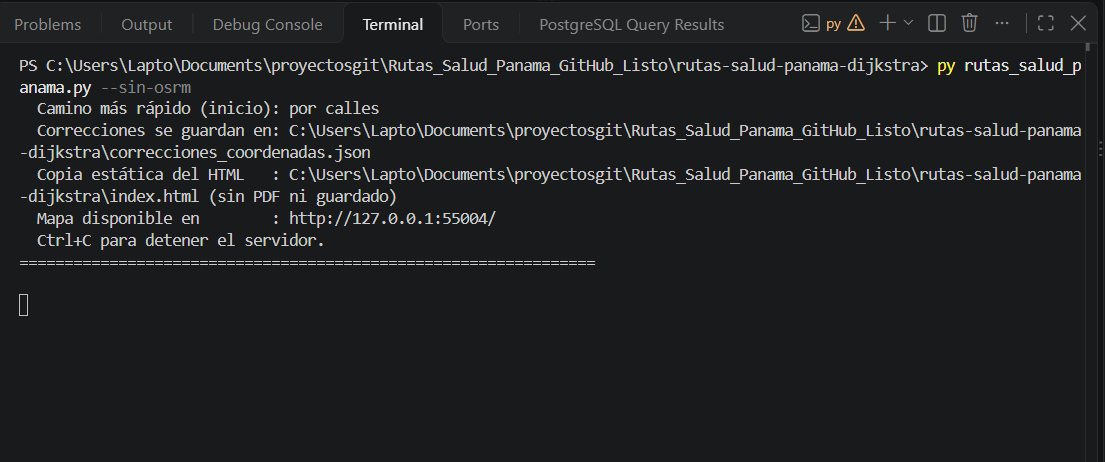 Problems Output Debug Console Terminal Ports PostgreSQL Query Results py
PS C:\Users\Lapto\Documents\proyectosgit\Rutas_Salud_Panama_GitHub_Listo\rutas-salud-panama-dijkstra> py rutas_salud_p
anama.py --sin-osrm
Camino más rápido (inicio): por calles
Correcciones se guardan en: C:\Users\Lapto\Documents\proyectosgit\Rutas_Salud_Panama_GitHub_Listo\rutas-salud-panama
-dijkstra\correcciones_coordenadas.json
Copia estática del HTML   : C:\Users\Lapto\Documents\proyectosgit\Rutas_Salud_Panama_GitHub_Listo\rutas-salud-panama
-dijkstra\index.html (sin PDF ni guardado)
Mapa disponible en        : http://127.0.0.1:55004/
Ctrl+C para detener el servidor.
================================================================